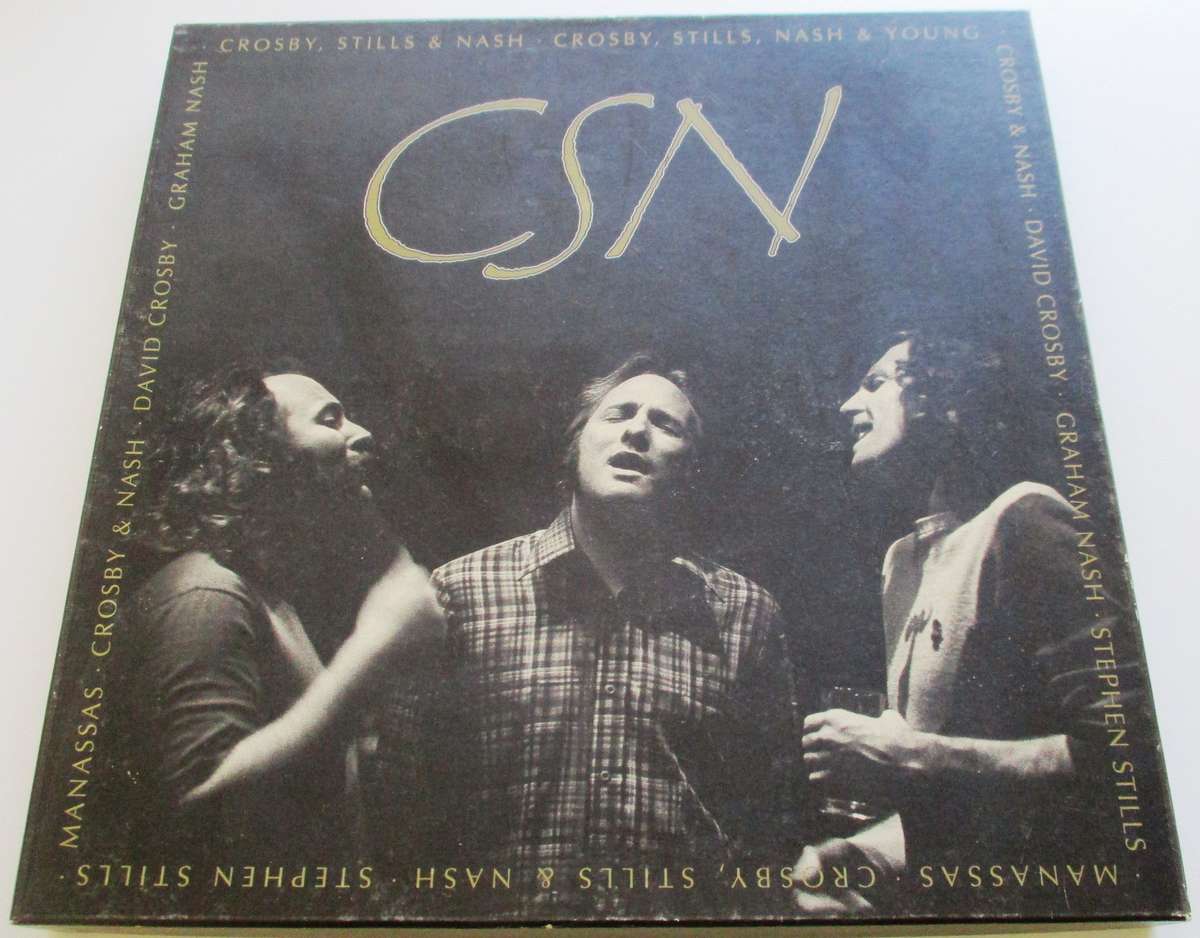 · CROSBY, STILLS & NASH · CROSBY, STILLS, NASH & YOUNG
· CROSBY & NASH · DAVID CROSBY · GRAHAM NASH · STEPHEN STILLS
· MANASSAS · CROSBY, STILLS & NASH · STEPHEN STILLS ·
MANASSAS · CROSBY & NASH · DAVID CROSBY · GRAHAM NASH
CSN